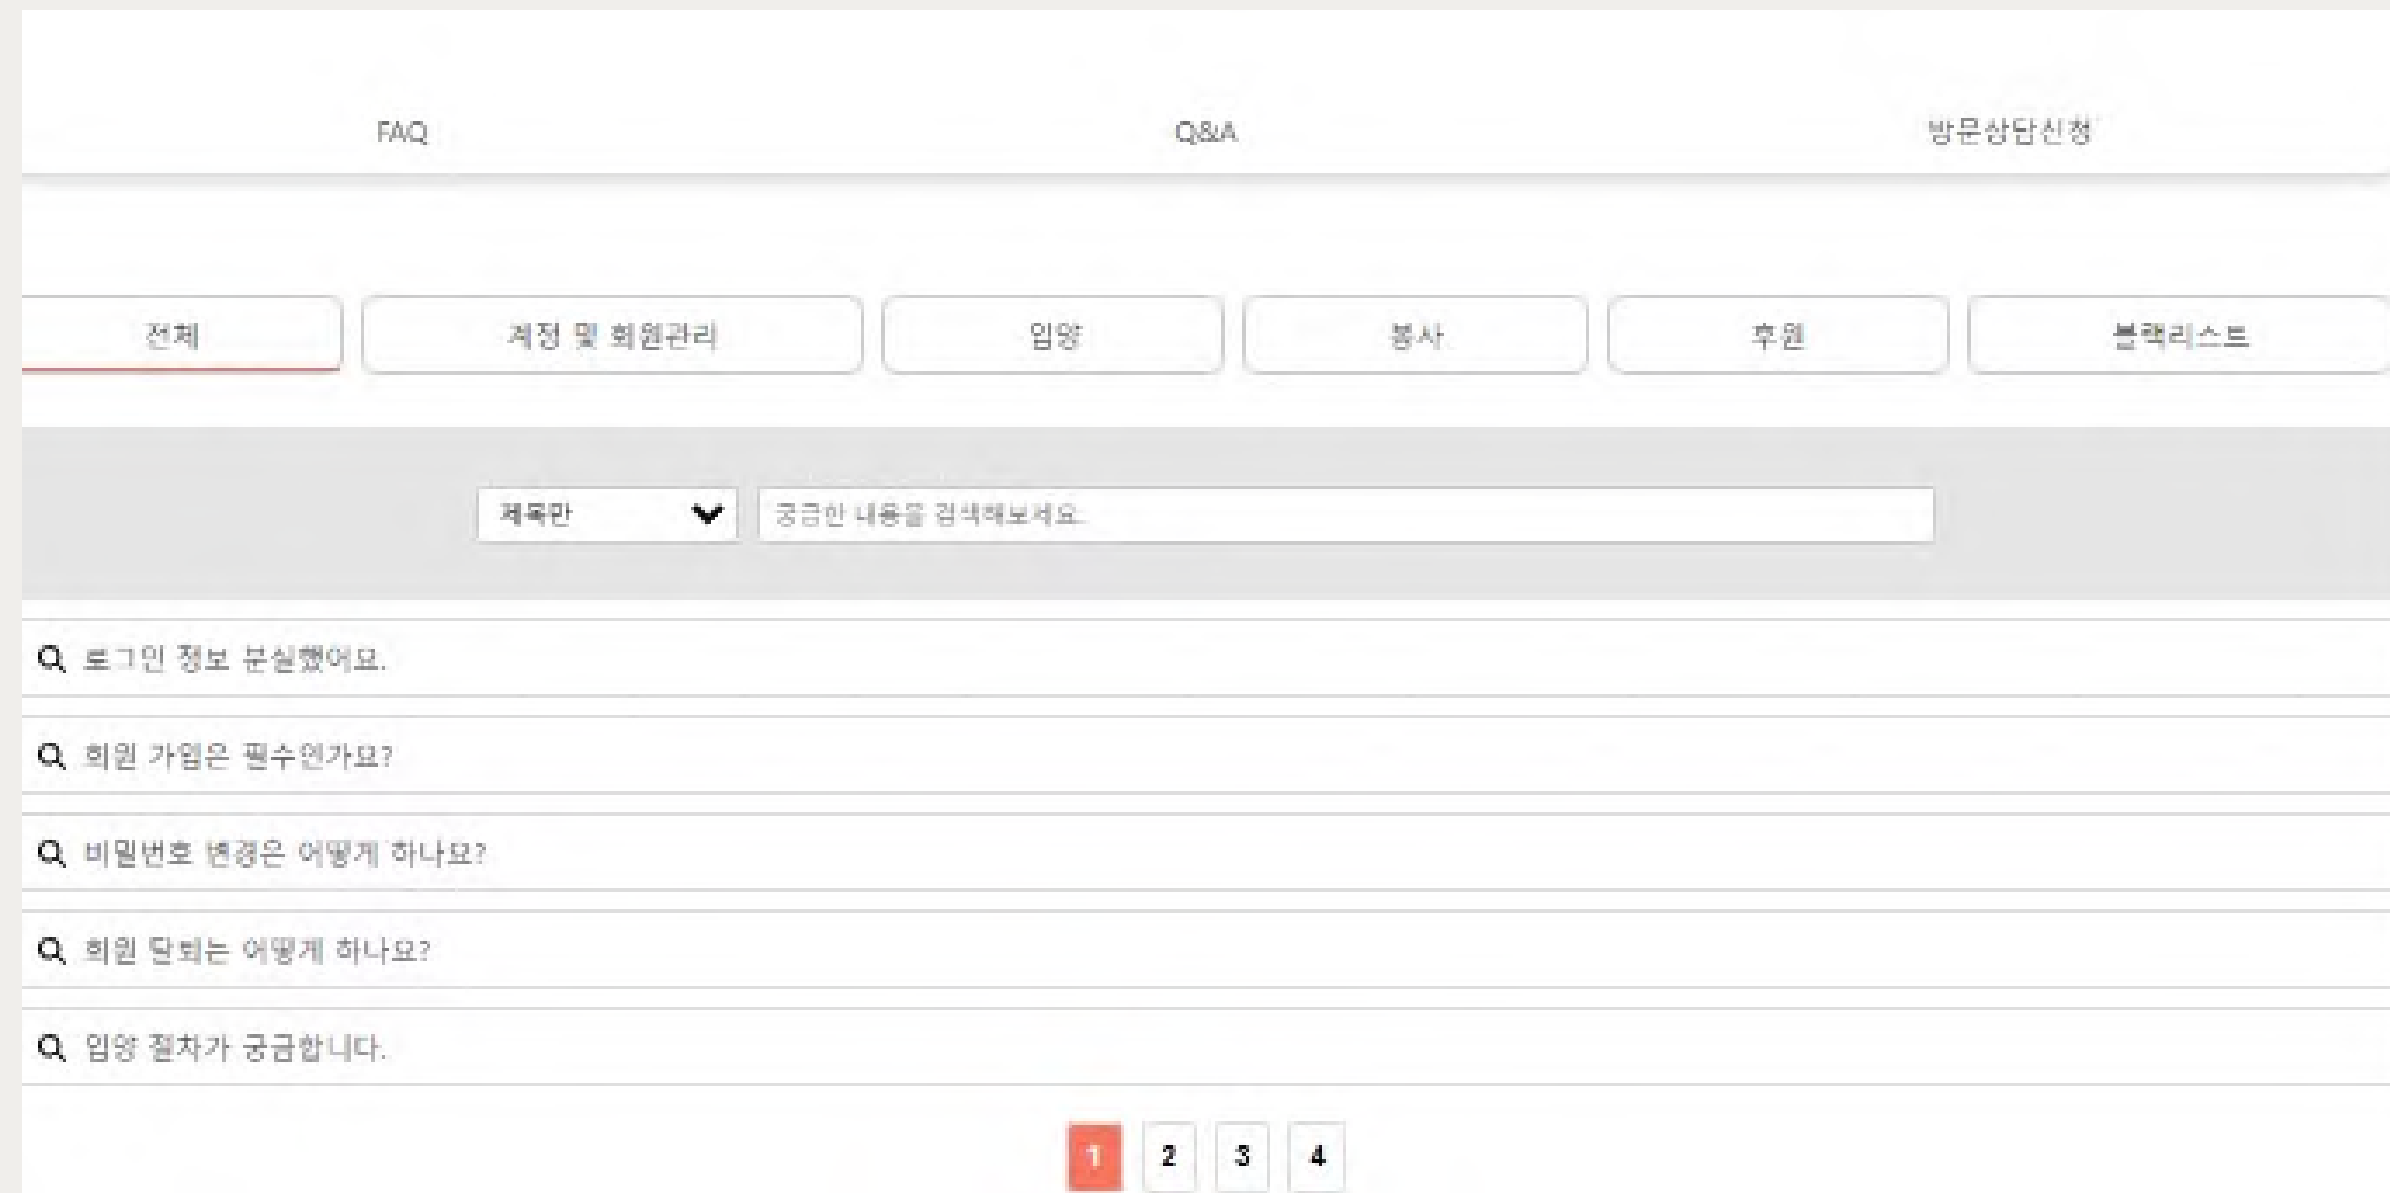 FAQ Q&A 방문상담신청
전체 계정 및 회원관리 입양 봉사 후원 블랙리스트
제목만 궁금한 내용을 검색해보세요.
로그인 정보 분실했어요.
회원 가입은 필수인가요?
비밀번호 변경은 어떻게 하나요?
회원 탈퇴는 어떻게 하나요?
입양 절차가 궁금합니다.
1 2 3 4